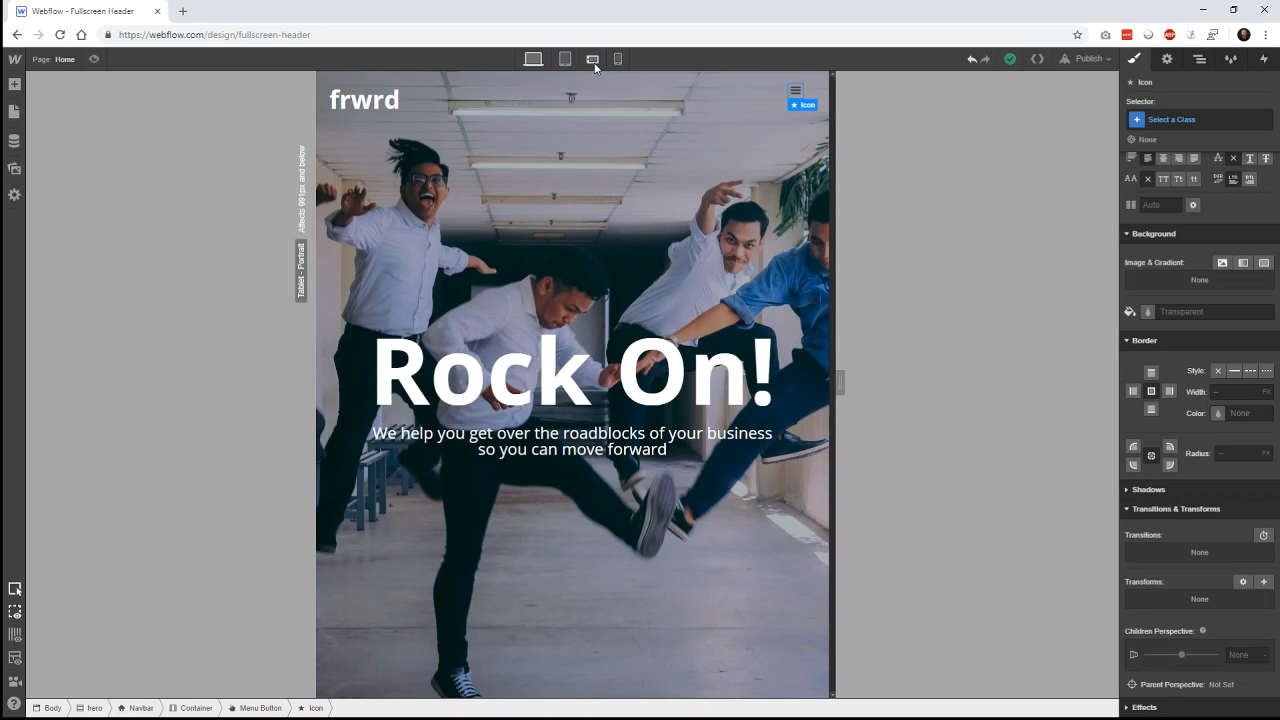 Webflow - Fullscreen Header
https://webflow.com/design/fullscreen-header
Page: Home
Publish
Icon
Selector:
Select a Class
None
frwrd
Icon
Affects 991px and below
Tablet - Portrait
Auto
Background
Image & Gradient:
None
Transparent
Border
Style:
Width:
PX
Color:
None
Radius:
PX
Rock On!
We help you get over the roadblocks of your business
so you can move forward
Shadows
Transitions & Transforms
Transitions:
None
Transforms:
None
Children Perspective:
None
Parent Perspective: Not Set
Effects
Body
hero
Navbar
Container
Menu Button
Icon